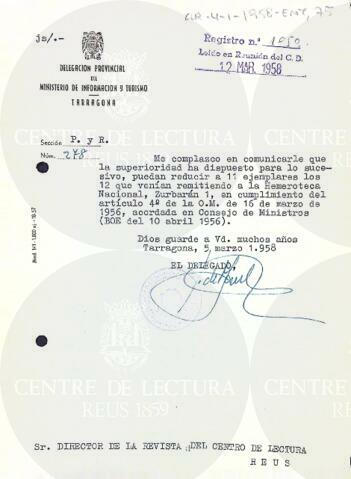 CLR-4-1-1958-ENT, 75
js/.-
Registro n.º 1050
Leído en Reunión del C. D.
12 MAR. 1958
DELEGACIÓN PROVINCIAL
DEL
MINISTERIO DE INFORMACIÓN Y TURISMO
TARRAGONA
Sección P. y R.
Núm. 278
Me complazco en comunicarle que
la superioridad ha dispuesto para lo suce-
sivo, puedan reducir a 11 ejemplares los
12 que venían remitiendo a la Hemeroteca
Nacional, Zurbarán 1, en cumplimiento del
artículo 4º de la O.M. de 16 de marzo de
1956, acordada en Consejo de Ministros
(BOE del 10 abril 1956).
Dios guarde a Vd. muchos años
Tarragona, 5, marzo 1.958
EL DELEGADO,
CENTRE DE LECTURA
REUS 1859
CENTRE DE LECTURA
REUS 1859
Sr. DIRECTOR DE LA REVISTA DEL CENTRO DE LECTURA
R E U S